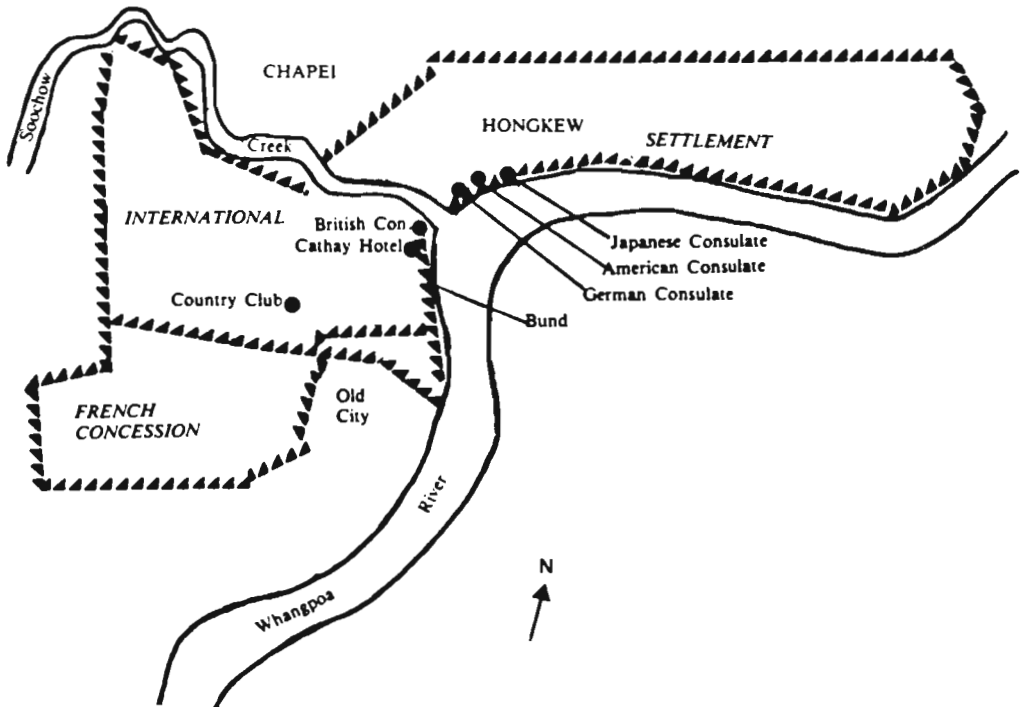 CHAPEI
Soochow
Creek
HONGKEW
SETTLEMENT
INTERNATIONAL
British Con.
Cathay Hotel
Japanese Consulate
American Consulate
German Consulate
Country Club
Bund
Old
City
FRENCH
CONCESSION
River
Whangpoa
N